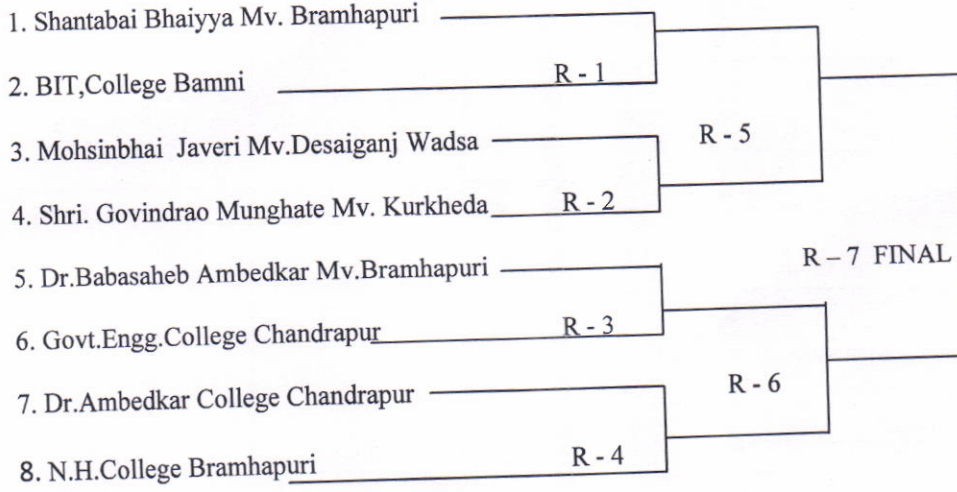 1. Shantabai Bhaiyya Mv. Bramhapuri
R - 1
2. BIT,College Bamni
3. Mohsinbhai Javeri Mv.Desaiganj Wadsa
R - 5
4. Shri. Govindrao Munghate Mv. Kurkheda
R - 2
R – 7 FINAL
5. Dr.Babasaheb Ambedkar Mv.Bramhapuri
6. Govt.Engg.College Chandrapur
R - 3
7. Dr.Ambedkar College Chandrapur
R - 6
8. N.H.College Bramhapuri
R - 4